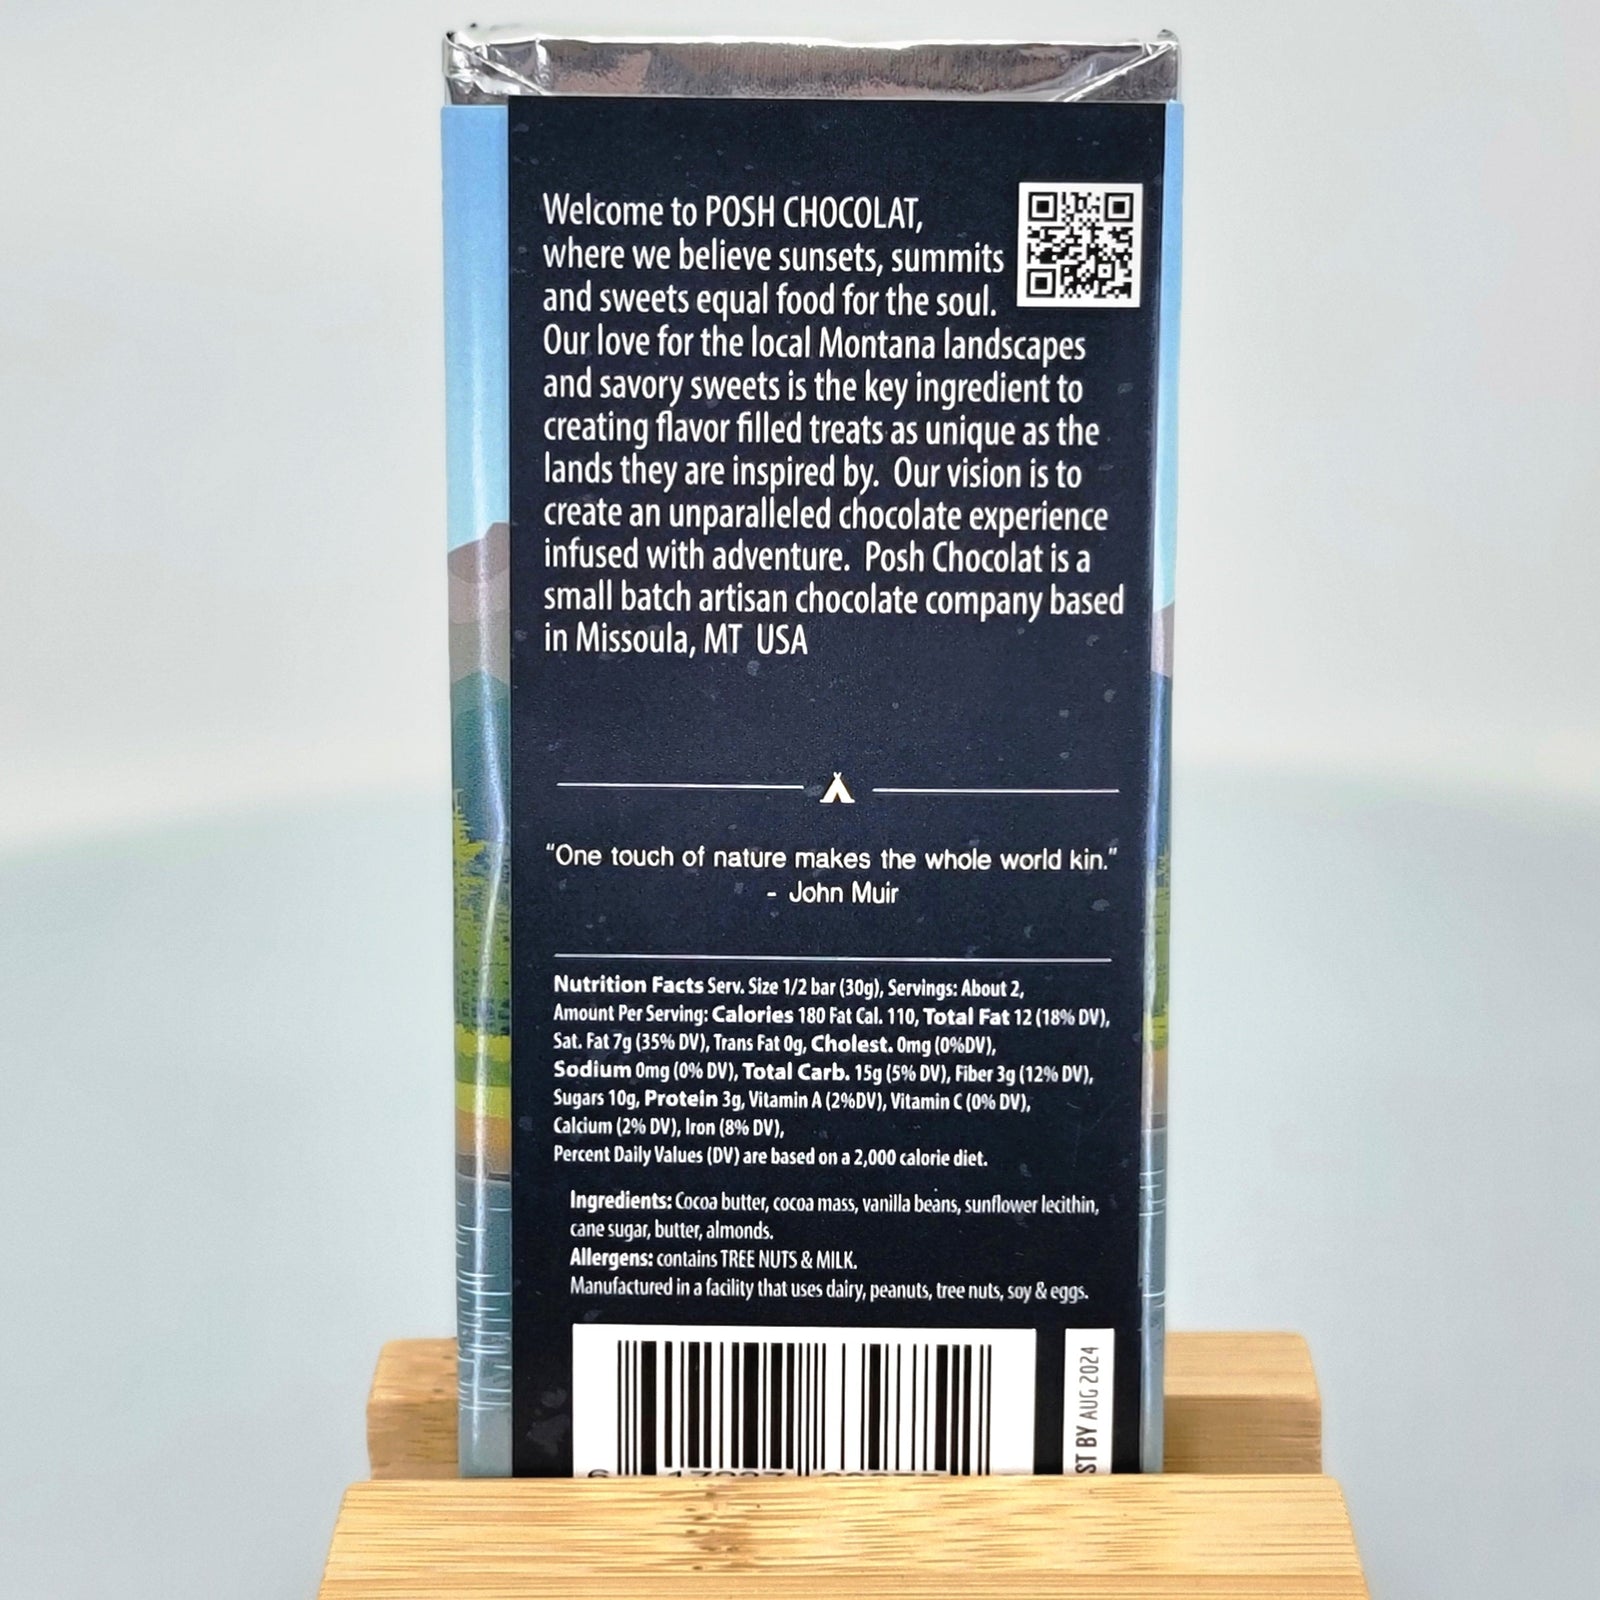 Welcome to POSH CHOCOLAT,
where we believe sunsets, summits
and sweets equal food for the soul.
Our love for the local Montana landscapes
and savory sweets is the key ingredient to
creating flavor filled treats as unique as the
lands they are inspired by. Our vision is to
create an unparalleled chocolate experience
infused with adventure. Posh Chocolat is a
small batch artisan chocolate company based
in Missoula, MT USA
“One touch of nature makes the whole world kin.”
- John Muir
Nutrition Facts Serv. Size 1/2 bar (30g), Servings: About 2,
Amount Per Serving: Calories 180 Fat Cal. 110, Total Fat 12 (18% DV),
Sat. Fat 7g (35% DV), Trans Fat 0g, Cholest. 0mg (0%DV),
Sodium 0mg (0% DV), Total Carb. 15g (5% DV), Fiber 3g (12% DV),
Sugars 10g, Protein 3g, Vitamin A (2%DV), Vitamin C (0% DV),
Calcium (2% DV), Iron (8% DV),
Percent Daily Values (DV) are based on a 2,000 calorie diet.
Ingredients: Cocoa butter, cocoa mass, vanilla beans, sunflower lecithin,
cane sugar, butter, almonds.
Allergens: contains TREE NUTS & MILK.
Manufactured in a facility that uses dairy, peanuts, tree nuts, soy & eggs.
ST BY AUG 2024